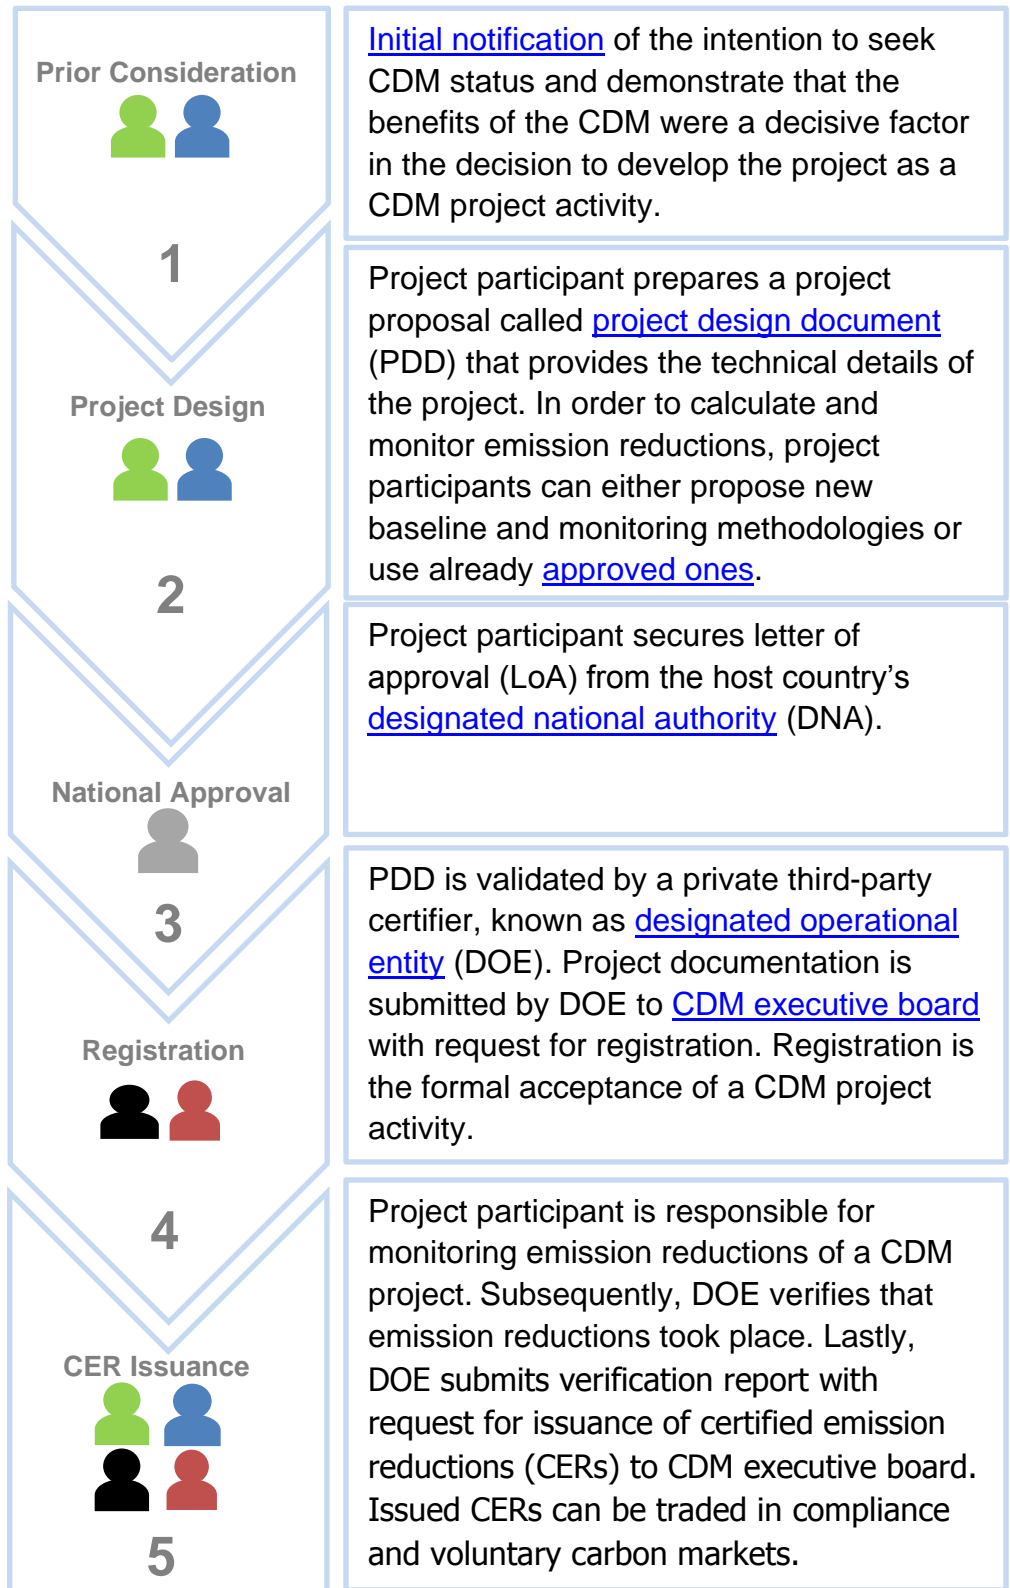 Prior Consideration
1
Initial notification of the intention to seek
CDM status and demonstrate that the
benefits of the CDM were a decisive factor
in the decision to develop the project as a
CDM project activity.
Project Design
2
Project participant prepares a project
proposal called project design document
(PDD) that provides the technical details of
the project. In order to calculate and
monitor emission reductions, project
participants can either propose new
baseline and monitoring methodologies or
use already approved ones.
National Approval
3
Project participant secures letter of
approval (LoA) from the host country’s
designated national authority (DNA).
Registration
4
PDD is validated by a private third-party
certifier, known as designated operational
entity (DOE). Project documentation is
submitted by DOE to CDM executive board
with request for registration. Registration is
the formal acceptance of a CDM project
activity.
CER Issuance
5
Project participant is responsible for
monitoring emission reductions of a CDM
project. Subsequently, DOE verifies that
emission reductions took place. Lastly,
DOE submits verification report with
request for issuance of certified emission
reductions (CERs) to CDM executive board.
Issued CERs can be traded in compliance
and voluntary carbon markets.